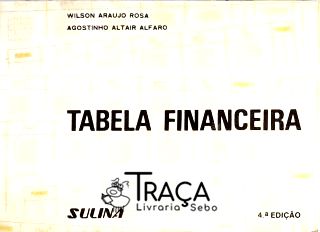 WILSON ARAUJO ROSA
AGOSTINHO ALTAIR ALFARO
TABELA FINANCEIRA
TRAÇA
Livraria Sebo
SULINA
4.ª EDIÇÃO